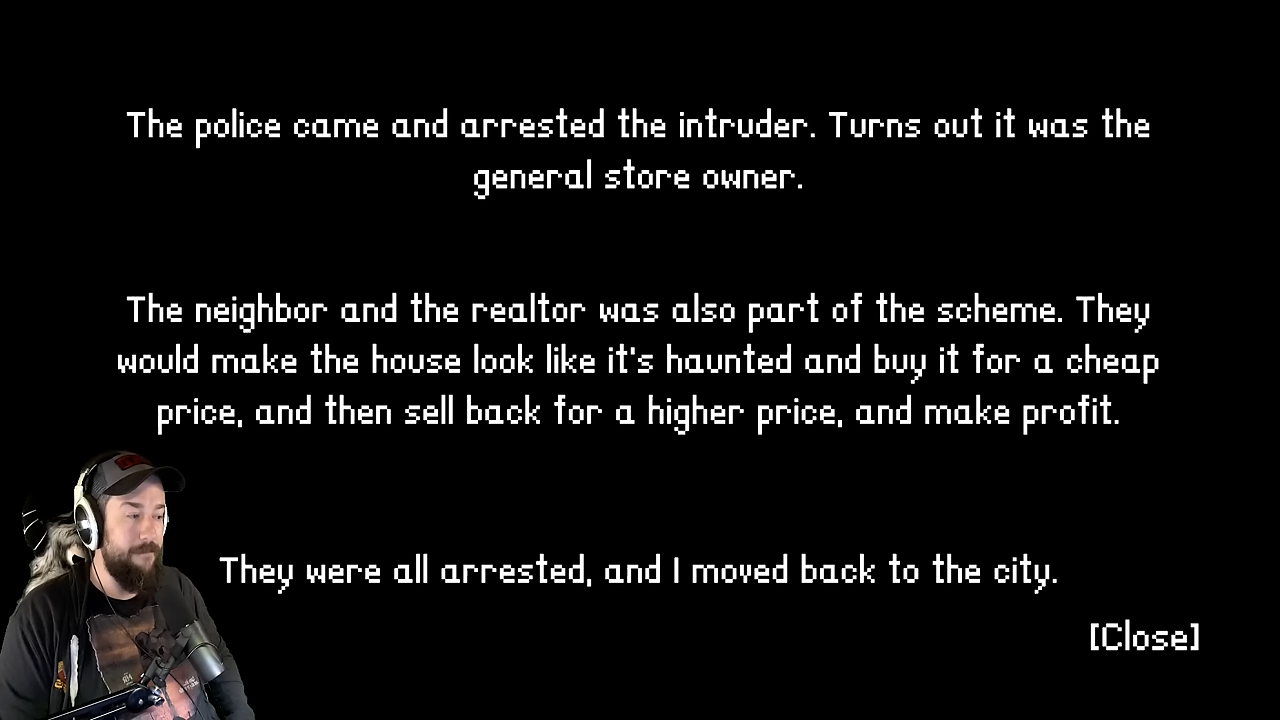 The police came and arrested the intruder. Turns out it was the
general store owner.
The neighbor and the realtor was also part of the scheme. They
would make the house look like it's haunted and buy it for a cheap
price, and then sell back for a higher price, and make profit.
They were all arrested, and I moved back to the city.
[Close]